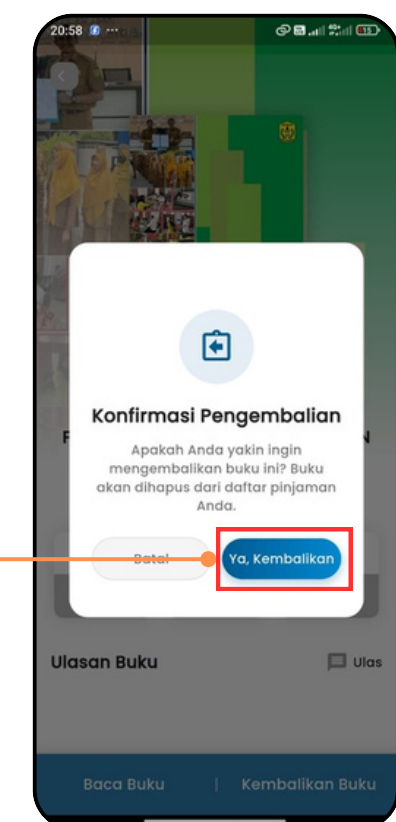 20:58
Konfirmasi Pengembalian
Apakah Anda yakin ingin
mengembalikan buku ini? Buku
akan dihapus dari daftar pinjaman
Anda.
Batal
Ya, Kembalikan
Ulasan Buku
Ulas
Baca Buku | Kembalikan Buku